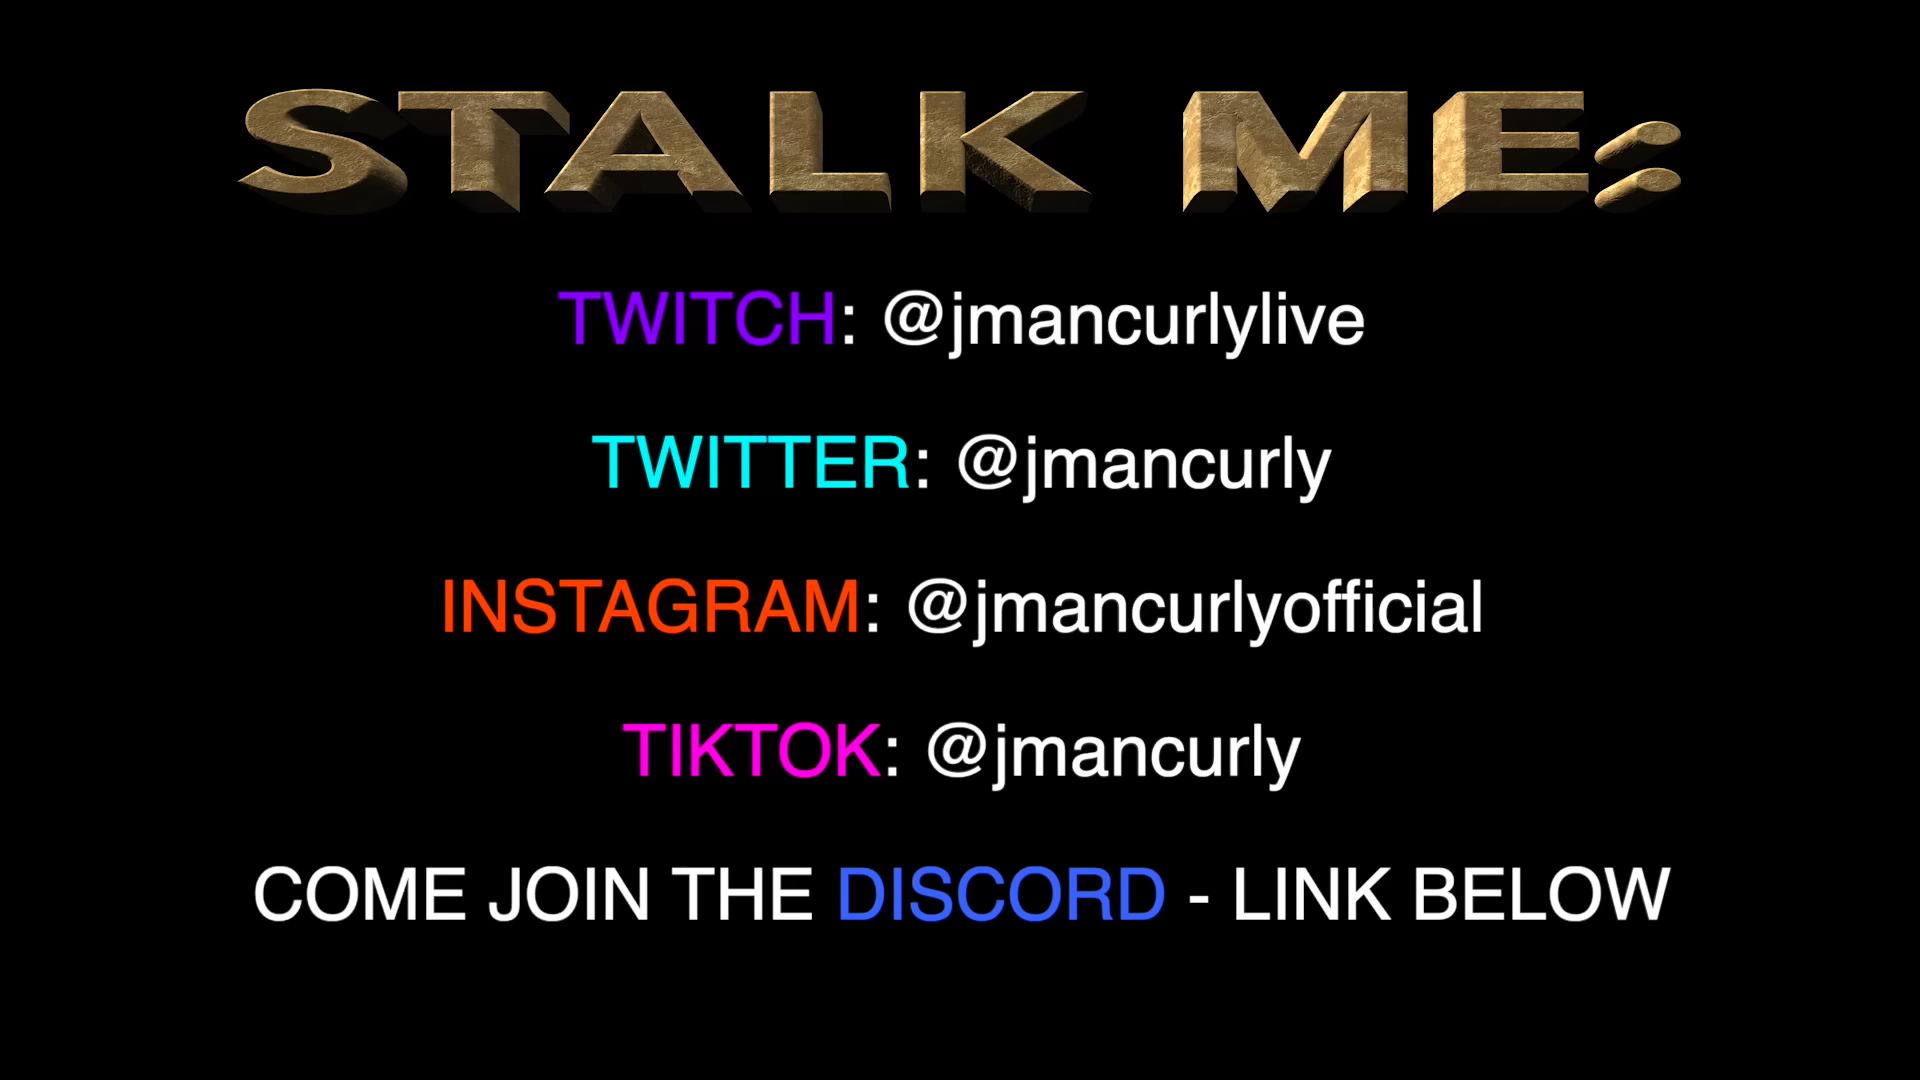 STALK ME:
TWITCH: @jmancurlylive
TWITTER: @jmancurly
INSTAGRAM: @jmancurlyofficial
TIKTOK: @jmancurly
COME JOIN THE DISCORD - LINK BELOW